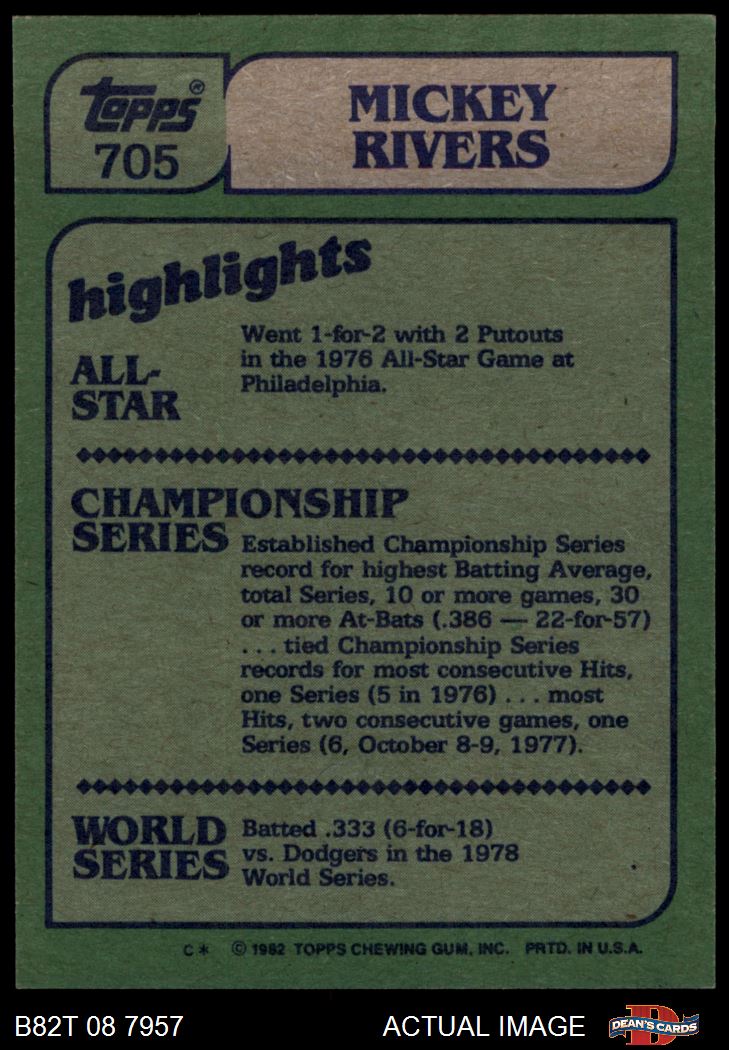 topps®
705
MICKEY
RIVERS
highlights
ALL-
STAR
Went 1-for-2 with 2 Putouts
in the 1976 All-Star Game at
Philadelphia.
CHAMPIONSHIP
SERIES
Established Championship Series
record for highest Batting Average,
total Series, 10 or more games, 30
or more At-Bats (.386 — 22-for-57)
. . . tied Championship Series
records for most consecutive Hits,
one Series (5 in 1976) . . . most
Hits, two consecutive games, one
Series (6, October 8-9, 1977).
WORLD
SERIES
Batted .333 (6-for-18)
vs. Dodgers in the 1978
World Series.
C * © 1982 TOPPS CHEWING GUM, INC. PRTD. IN U.S.A.
B82T 08 7957 ACTUAL IMAGE D DEAN'S CARDS